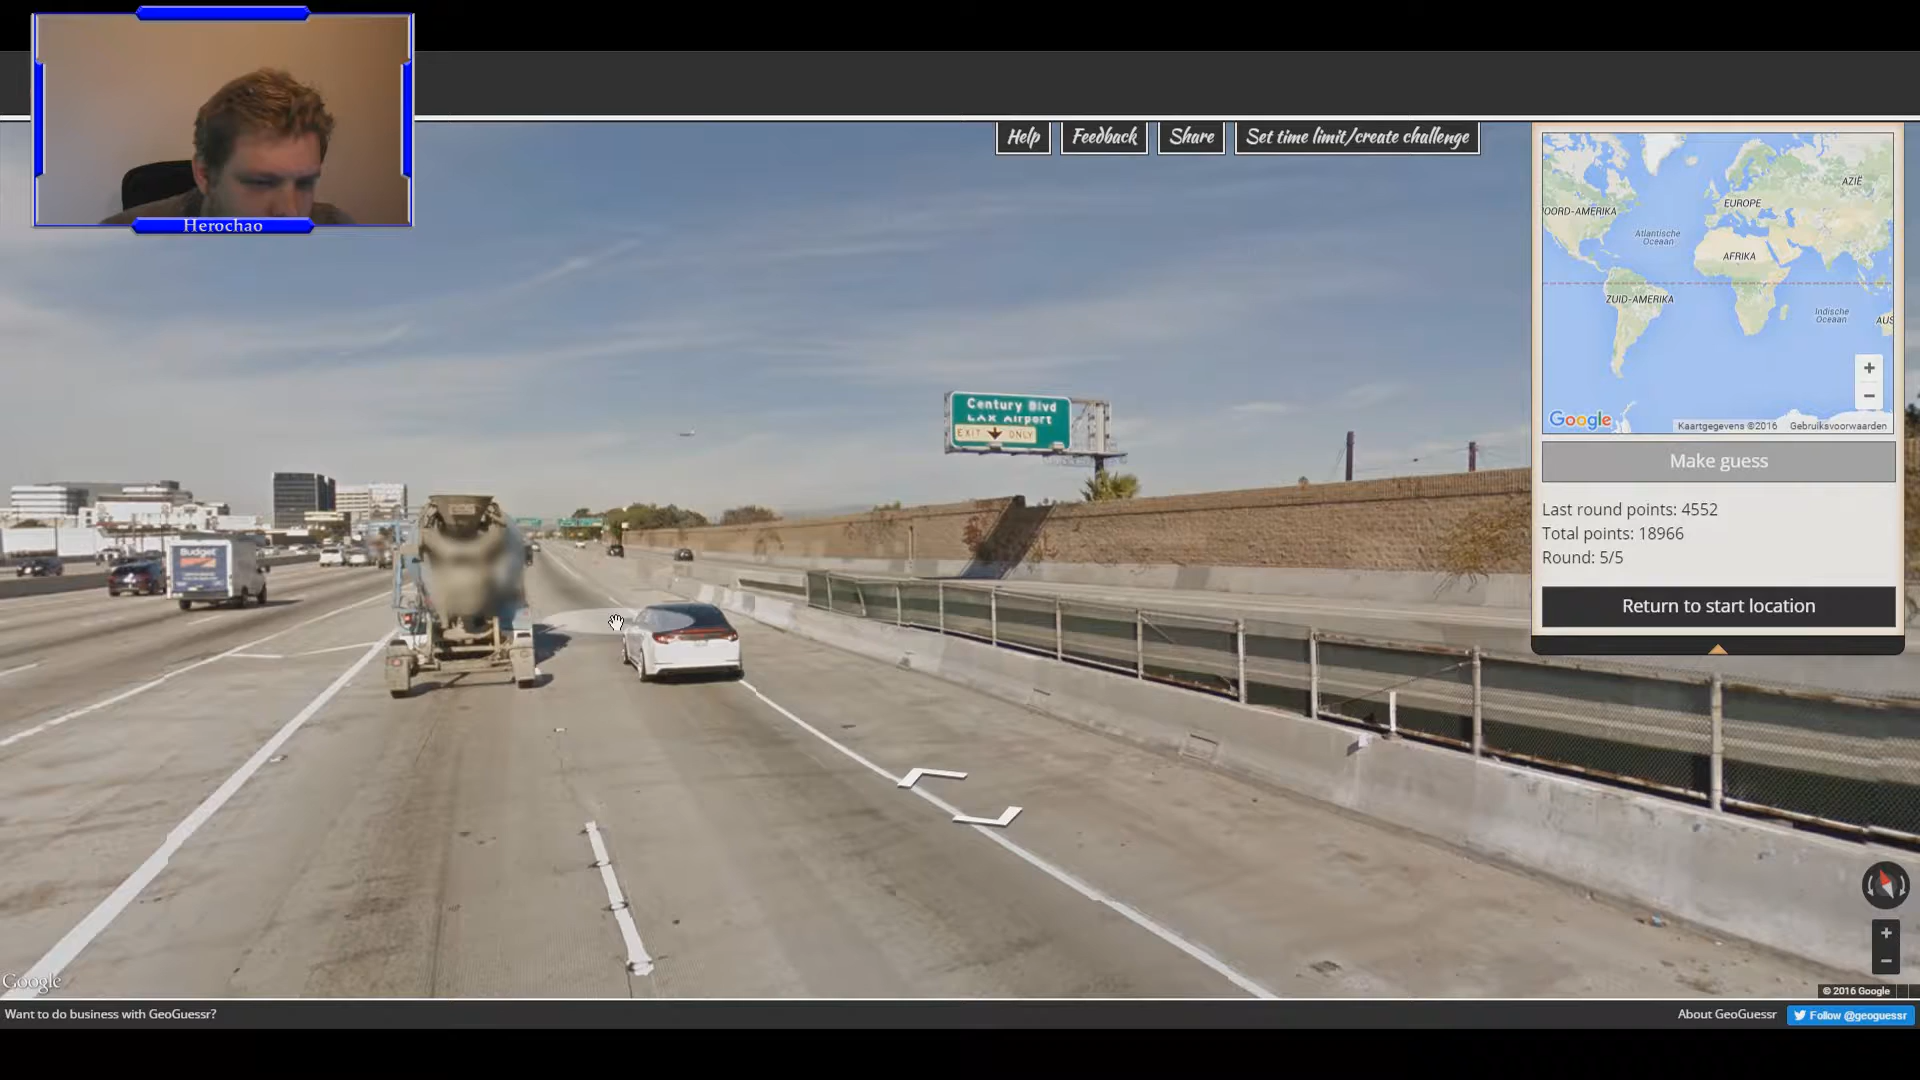 Herochao
Help
Feedback
Share
Set time limit/create challenge
Century Blvd
LAX Airport
EXIT ONLY
Budget
NOORD-AMERIKA
Atlantische
Oceaan
EUROPE
AZIË
AFRIKA
ZUID-AMERIKA
Indische
Oceaan
AUS
+
−
Google
Kaartgegevens ©2016 Gebruiksvoorwaarden
Make guess
Last round points: 4552
Total points: 18966
Round: 5/5
Return to start location
+
−
Google
© 2016 Google
Want to do business with GeoGuessr?
About GeoGuessr
Follow @geoguessr